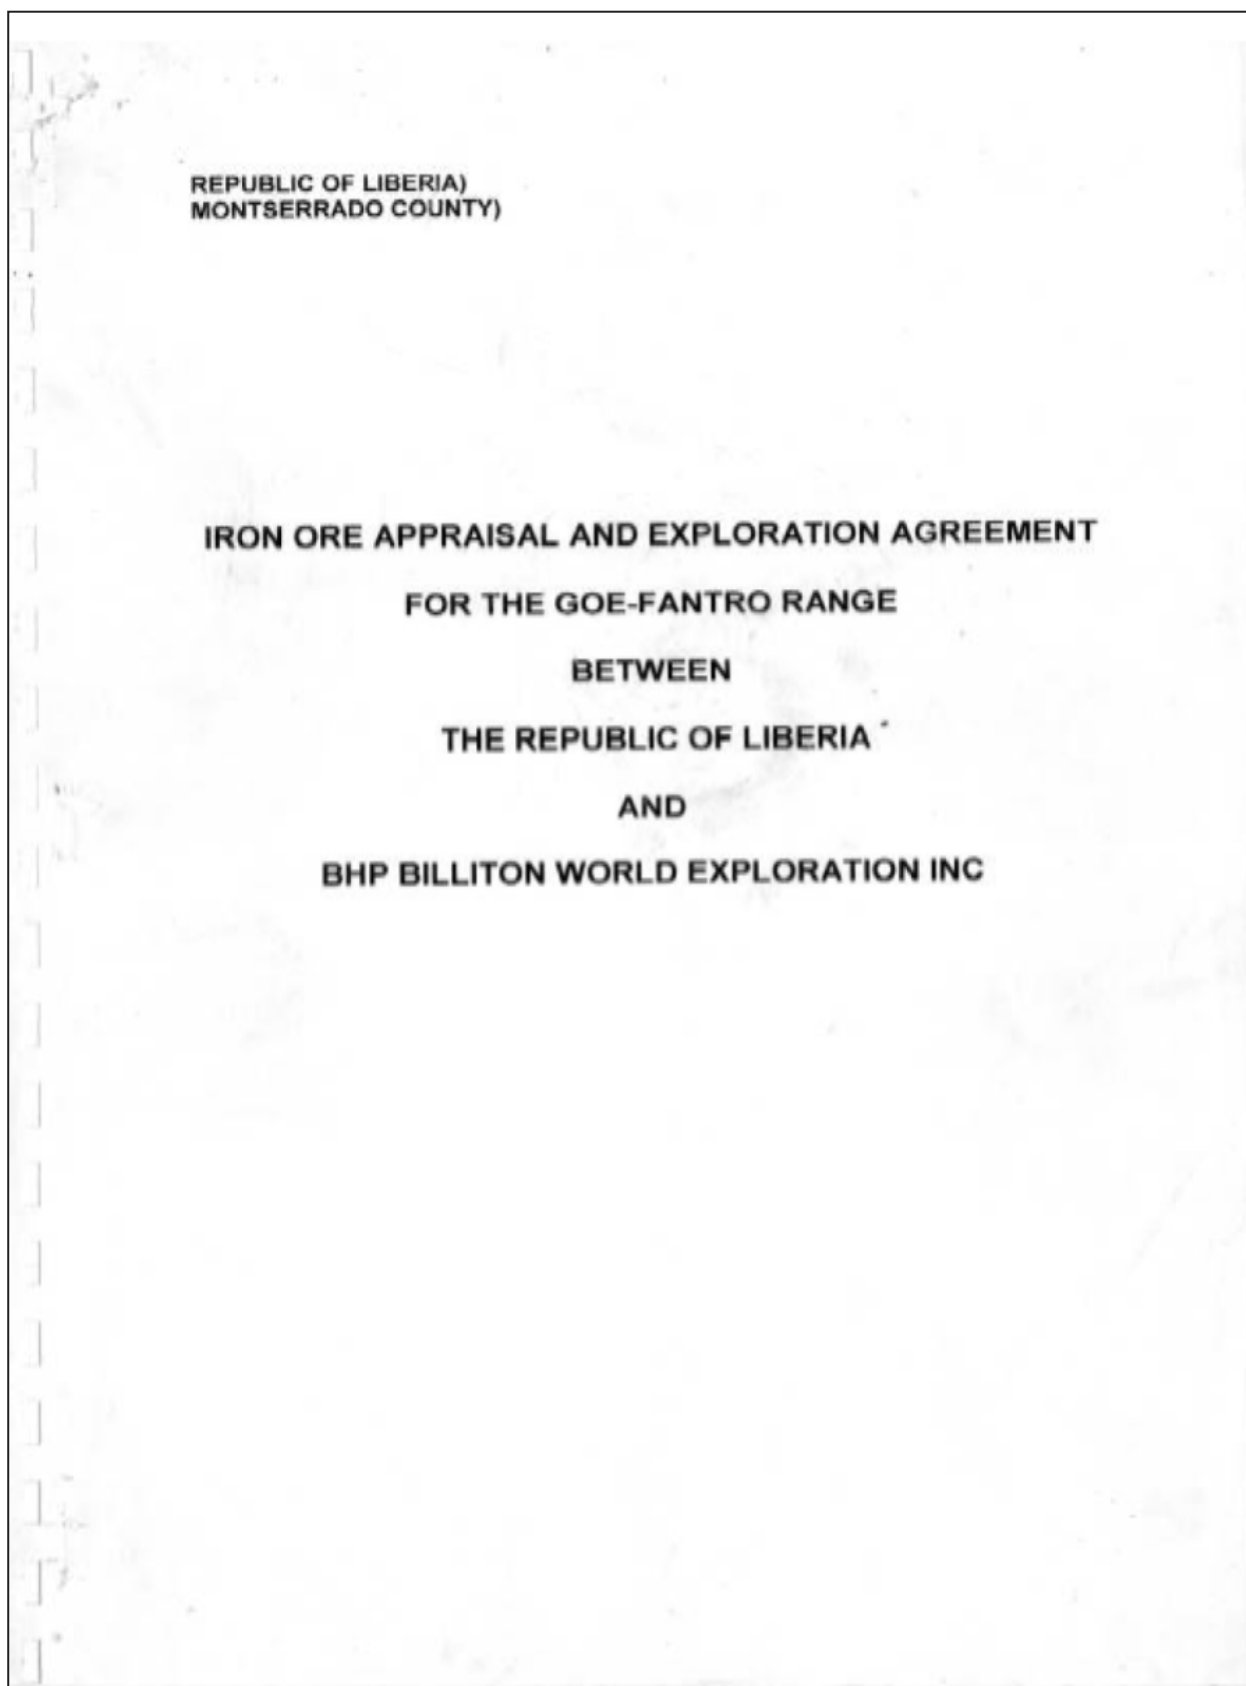 REPUBLIC OF LIBERIA)
MONTSERRADO COUNTY)
IRON ORE APPRAISAL AND EXPLORATION AGREEMENT
FOR THE GOE-FANTRO RANGE
BETWEEN
THE REPUBLIC OF LIBERIA
AND
BHP BILLITON WORLD EXPLORATION INC